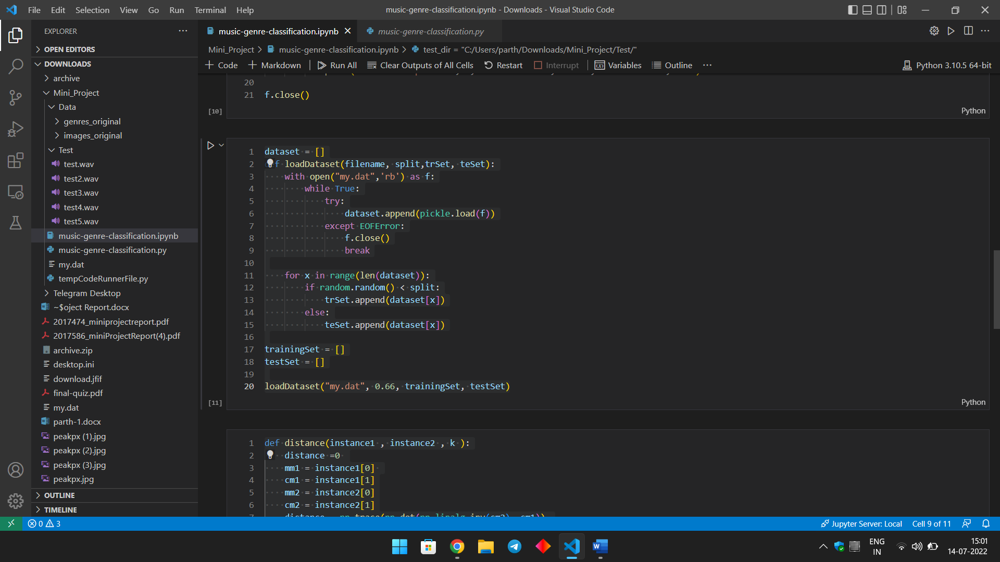 File Edit Selection View Go Run Terminal Help
music-genre-classification.ipynb - Downloads - Visual Studio Code
EXPLORER
OPEN EDITORS
DOWNLOADS
archive
Mini_Project
Data
genres_original
images_original
Test
test.wav
test2.wav
test3.wav
test4.wav
test5.wav
music-genre-classification.ipynb
music-genre-classification.py
my.dat
tempCodeRunnerFile.py
Telegram Desktop
~$oject Report.docx
2017474_miniprojectreport.pdf
2017586_miniProjectReport(4).pdf
archive.zip
desktop.ini
download.jfif
final-quiz.pdf
my.dat
parth-1.docx
peakpx (1).jpg
peakpx (2).jpg
peakpx (3).jpg
peakpx.jpg
OUTLINE
TIMELINE
music-genre-classification.ipynb
music-genre-classification.py
Mini_Project > music-genre-classification.ipynb > test_dir = "C:/Users/parth/Downloads/Mini_Project/Test/"
Code Markdown Run All Clear Outputs of All Cells Restart Interrupt Variables Outline ... Python 3.10.5 64-bit
20
21 f.close()
[10] Python
1 dataset = []
2 f loadDataset(filename, split,trSet, teSet):
3 with open("my.dat",'rb') as f:
4 while True:
5 try:
6 dataset.append(pickle.load(f))
7 except EOFError:
8 f.close()
9 break
10
11 for x in range(len(dataset)):
12 if random.random() < split:
13 trSet.append(dataset[x])
14 else:
15 teSet.append(dataset[x])
16
17 trainingSet = []
18 testSet = []
19
20 loadDataset("my.dat", 0.66, trainingSet, testSet)
[11] Python
1 def distance(instance1 , instance2 , k ):
2 distance =0
3 mm1 = instance1[0]
4 cm1 = instance1[1]
5 mm2 = instance2[0]
6 cm2 = instance2[1]
0 3
Jupyter Server: Local Cell 9 of 11
ENG
IN
15:01
14-07-2022